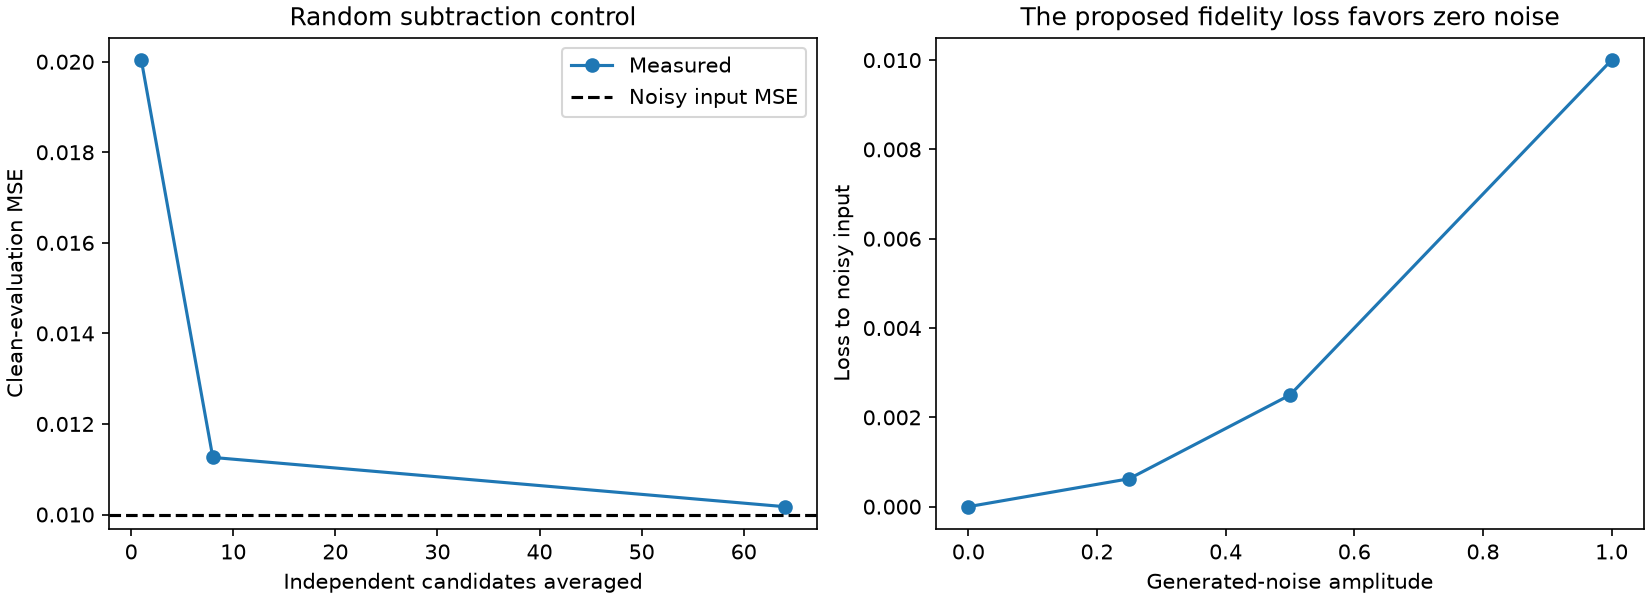 Random subtraction control
Clean-evaluation MSE
0.020
0.018
0.016
0.014
0.012
0.010
Measured
Noisy input MSE
0 10 20 30 40 50 60
Independent candidates averaged
The proposed fidelity loss favors zero noise
Loss to noisy input
0.010
0.008
0.006
0.004
0.002
0.000
0.0 0.2 0.4 0.6 0.8 1.0
Generated-noise amplitude